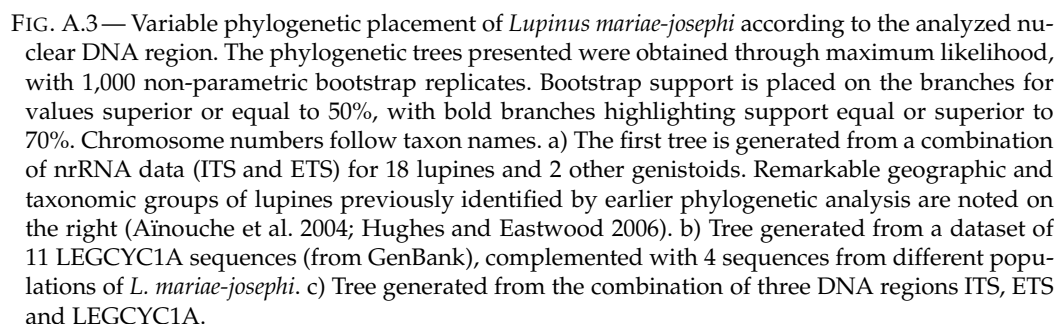 FIG. A.3 — Variable phylogenetic placement of Lupinus mariae-josephi according to the analyzed nu-
clear DNA region. The phylogenetic trees presented were obtained through maximum likelihood,
with 1,000 non-parametric bootstrap replicates. Bootstrap support is placed on the branches for
values superior or equal to 50%, with bold branches highlighting support equal or superior to
70%. Chromosome numbers follow taxon names. a) The first tree is generated from a combination
of nrRNA data (ITS and ETS) for 18 lupines and 2 other genistoids. Remarkable geographic and
taxonomic groups of lupines previously identified by earlier phylogenetic analysis are noted on
the right (Aïnouche et al. 2004; Hughes and Eastwood 2006). b) Tree generated from a dataset of
11 LEGCYC1A sequences (from GenBank), complemented with 4 sequences from different popu-
lations of L. mariae-josephi. c) Tree generated from the combination of three DNA regions ITS, ETS
and LEGCYC1A.